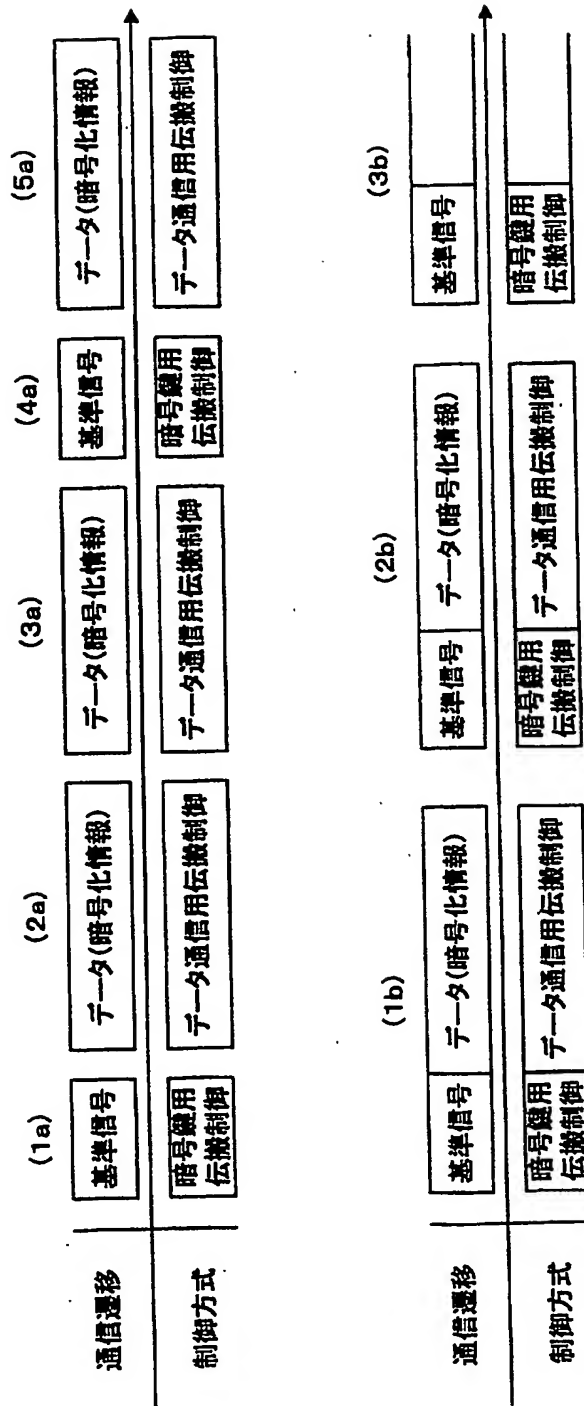 (1a)
(2a)
(3a)
(4a)
(5a)
通信遷移
基準信号
データ(暗号化情報)
データ(暗号化情報)
基準信号
データ(暗号化情報)
制御方式
暗号鍵用
伝搬制御
データ通信用伝搬制御
データ通信用伝搬制御
暗号鍵用
伝搬制御
データ通信用伝搬制御
(1b)
(2b)
(3b)
通信遷移
基準信号
データ(暗号化情報)
基準信号
データ(暗号化情報)
基準信号
制御方式
暗号鍵用
伝搬制御
データ通信用伝搬制御
暗号鍵用
伝搬制御
データ通信用伝搬制御
暗号鍵用
伝搬制御